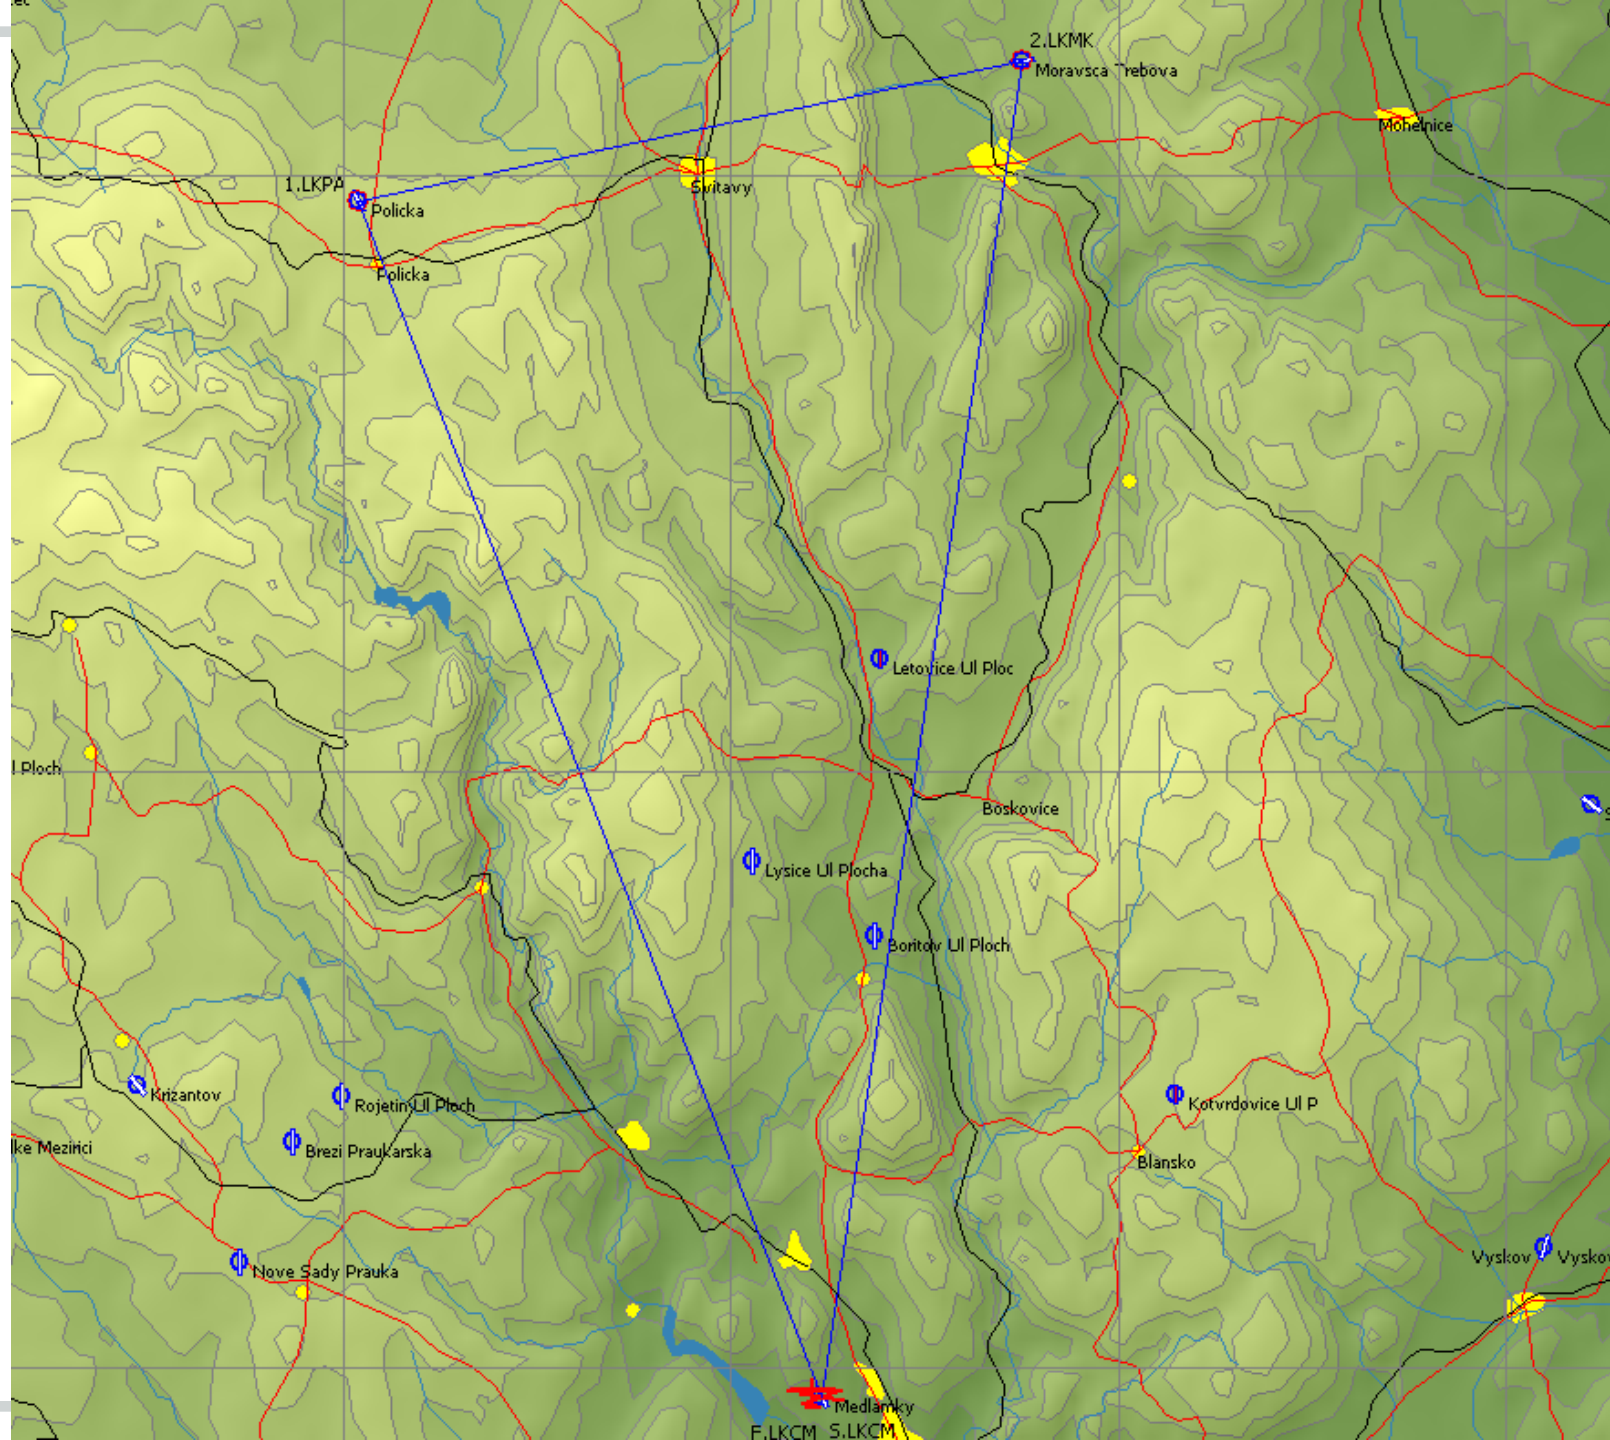 2.LKMK
Moravsca Trebova
Mohelnice
1.LKPA
Svitavy
Policka
Policka
Letovice Ul Ploc
l Ploch
Boskovice
Lysice Ul Plocha
Boritov Ul Ploch
Krizantov
Rojetin Ul Ploch
Kotvrdovice Ul P
Brezi Praukarska
ke Mezirici
Blansko
Vyskov
Vyskov
Nove Sady Prauka
Medlanky
F.LKCM
S.LKCM